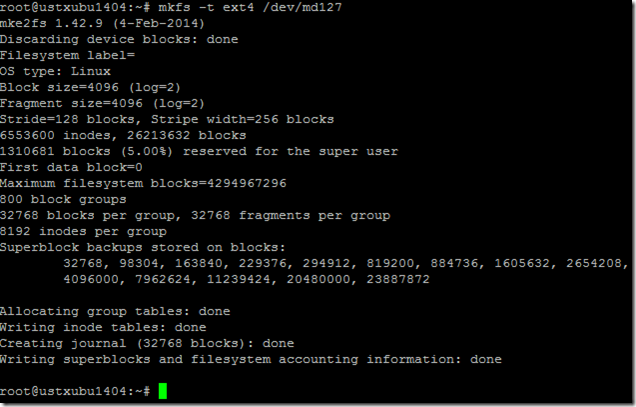 root@ustxubu1404:~# mkfs -t ext4 /dev/md127
mke2fs 1.42.9 (4-Feb-2014)
Discarding device blocks: done
Filesystem label=
OS type: Linux
Block size=4096 (log=2)
Fragment size=4096 (log=2)
Stride=128 blocks, Stripe width=256 blocks
6553600 inodes, 26213632 blocks
1310681 blocks (5.00%) reserved for the super user
First data block=0
Maximum filesystem blocks=4294967296
800 block groups
32768 blocks per group, 32768 fragments per group
8192 inodes per group
Superblock backups stored on blocks:
        32768, 98304, 163840, 229376, 294912, 819200, 884736, 1605632, 2654208,
        4096000, 7962624, 11239424, 20480000, 23887872

Allocating group tables: done
Writing inode tables: done
Creating journal (32768 blocks): done
Writing superblocks and filesystem accounting information: done

root@ustxubu1404:~#